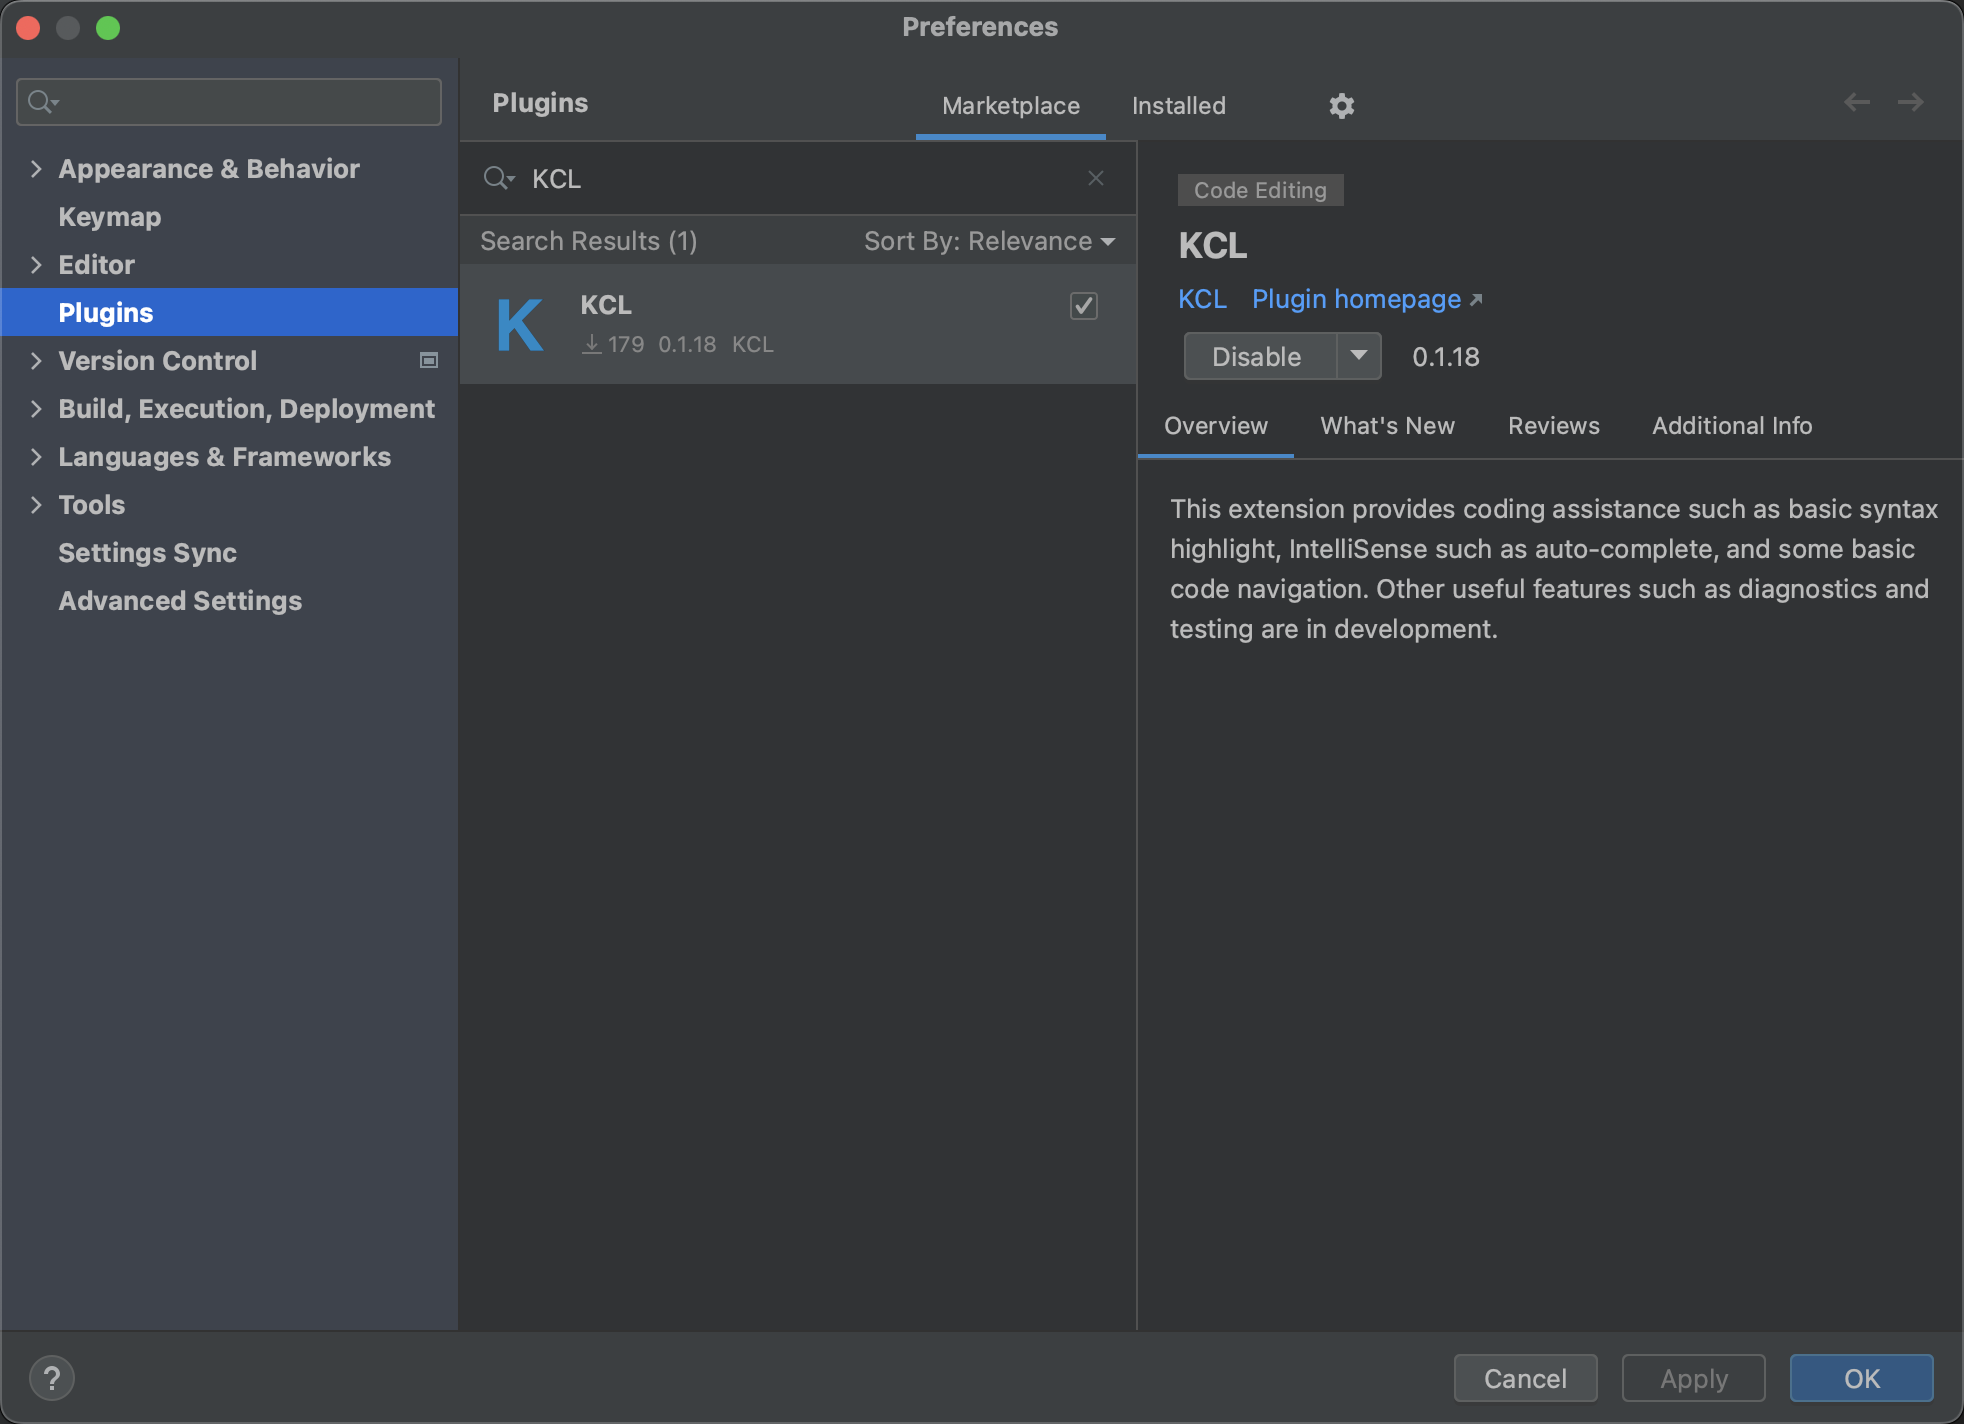 Preferences
Appearance & Behavior
Keymap
Editor
Plugins
Version Control
Build, Execution, Deployment
Languages & Frameworks
Tools
Settings Sync
Advanced Settings
Plugins
Marketplace
Installed
KCL
Search Results (1)
Sort By: Relevance
K
KCL
179 0.1.18 KCL
Code Editing
KCL
KCL Plugin homepage
Disable
0.1.18
Overview
What's New
Reviews
Additional Info
This extension provides coding assistance such as basic syntax
highlight, IntelliSense such as auto-complete, and some basic
code navigation. Other useful features such as diagnostics and
testing are in development.
?
Cancel
Apply
OK